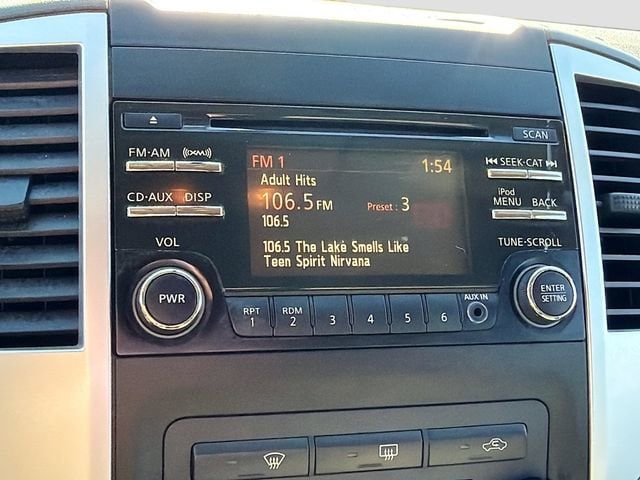 SCAN
FM·AM
((XM))
SEEK·CAT
FM 1
1:54
Adult Hits
CD·AUX DISP
106.5 FM
Preset : 3
iPod
MENU BACK
106.5
VOL
106.5 The Lake Smells Like
Teen Spirit Nirvana
TUNE·SCROLL
PWR
ENTER
SETTING
RPT
1
RDM
2
3
4
5
6
AUX IN